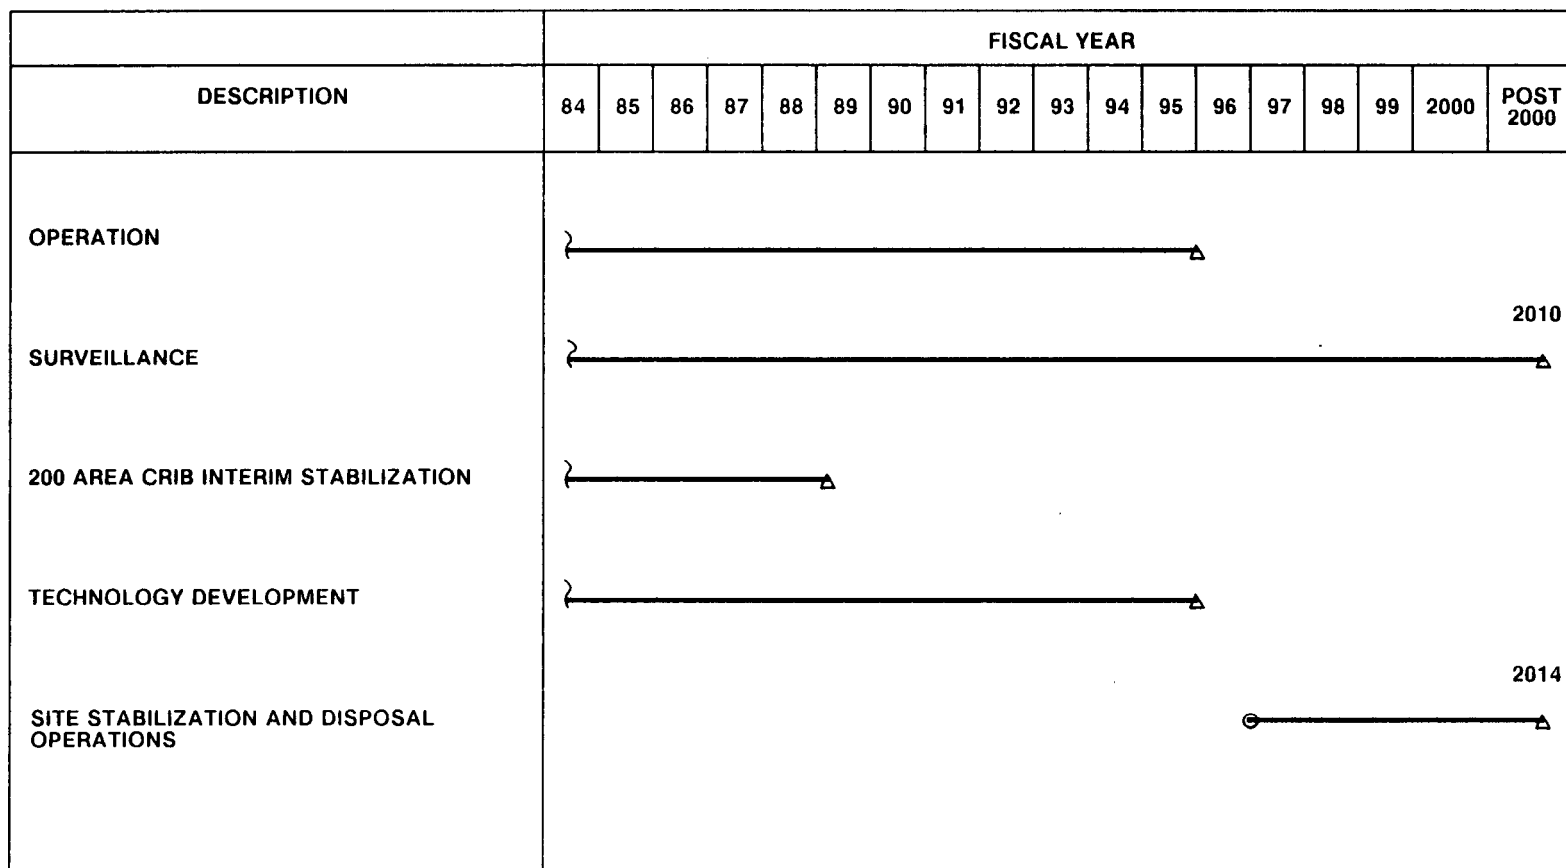 FISCAL YEAR
DESCRIPTION
84 85 86 87 88 89 90 91 92 93 94 95 96 97 98 99 2000 POST 2000
OPERATION
2010
SURVEILLANCE
200 AREA CRIB INTERIM STABILIZATION
TECHNOLOGY DEVELOPMENT
2014
SITE STABILIZATION AND DISPOSAL
OPERATIONS